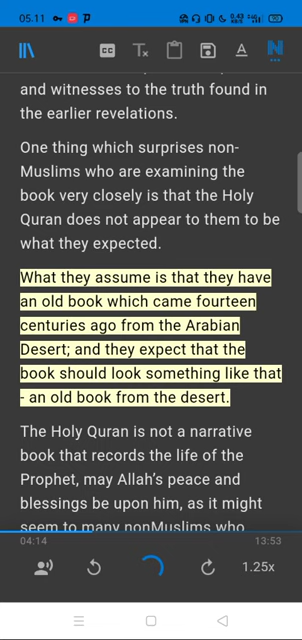 05.11
0.43
KB/s
50
CC
and witnesses to the truth found in
the earlier revelations.
One thing which surprises non-
Muslims who are examining the
book very closely is that the Holy
Quran does not appear to them to be
what they expected.
What they assume is that they have
an old book which came fourteen
centuries ago from the Arabian
Desert; and they expect that the
book should look something like that
- an old book from the desert.
The Holy Quran is not a narrative
book that records the life of the
Prophet, may Allah's peace and
blessings be upon him, as it might
seem to many nonMuslims who
04:14
13:53
1.25x